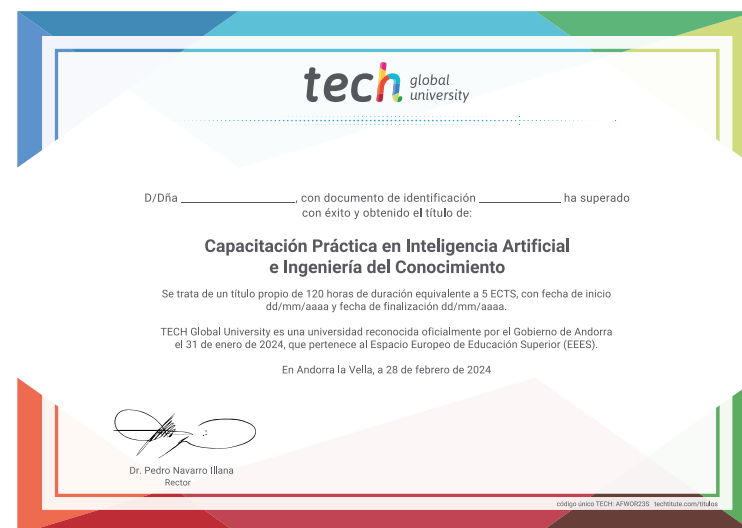 tech global
university
D/Dña ____________________, con documento de identificación ______________ ha superado
con éxito y obtenido el título de:
Capacitación Práctica en Inteligencia Artificial
e Ingeniería del Conocimiento
Se trata de un título propio de 120 horas de duración equivalente a 5 ECTS, con fecha de inicio
dd/mm/aaaa y fecha de finalización dd/mm/aaaa.
TECH Global University es una universidad reconocida oficialmente por el Gobierno de Andorra
el 31 de enero de 2024, que pertenece al Espacio Europeo de Educación Superior (EEES).
En Andorra la Vella, a 28 de febrero de 2024
Dr. Pedro Navarro Illana
Rector
código único TECH: AFWOR23S techtitute.com/titulos